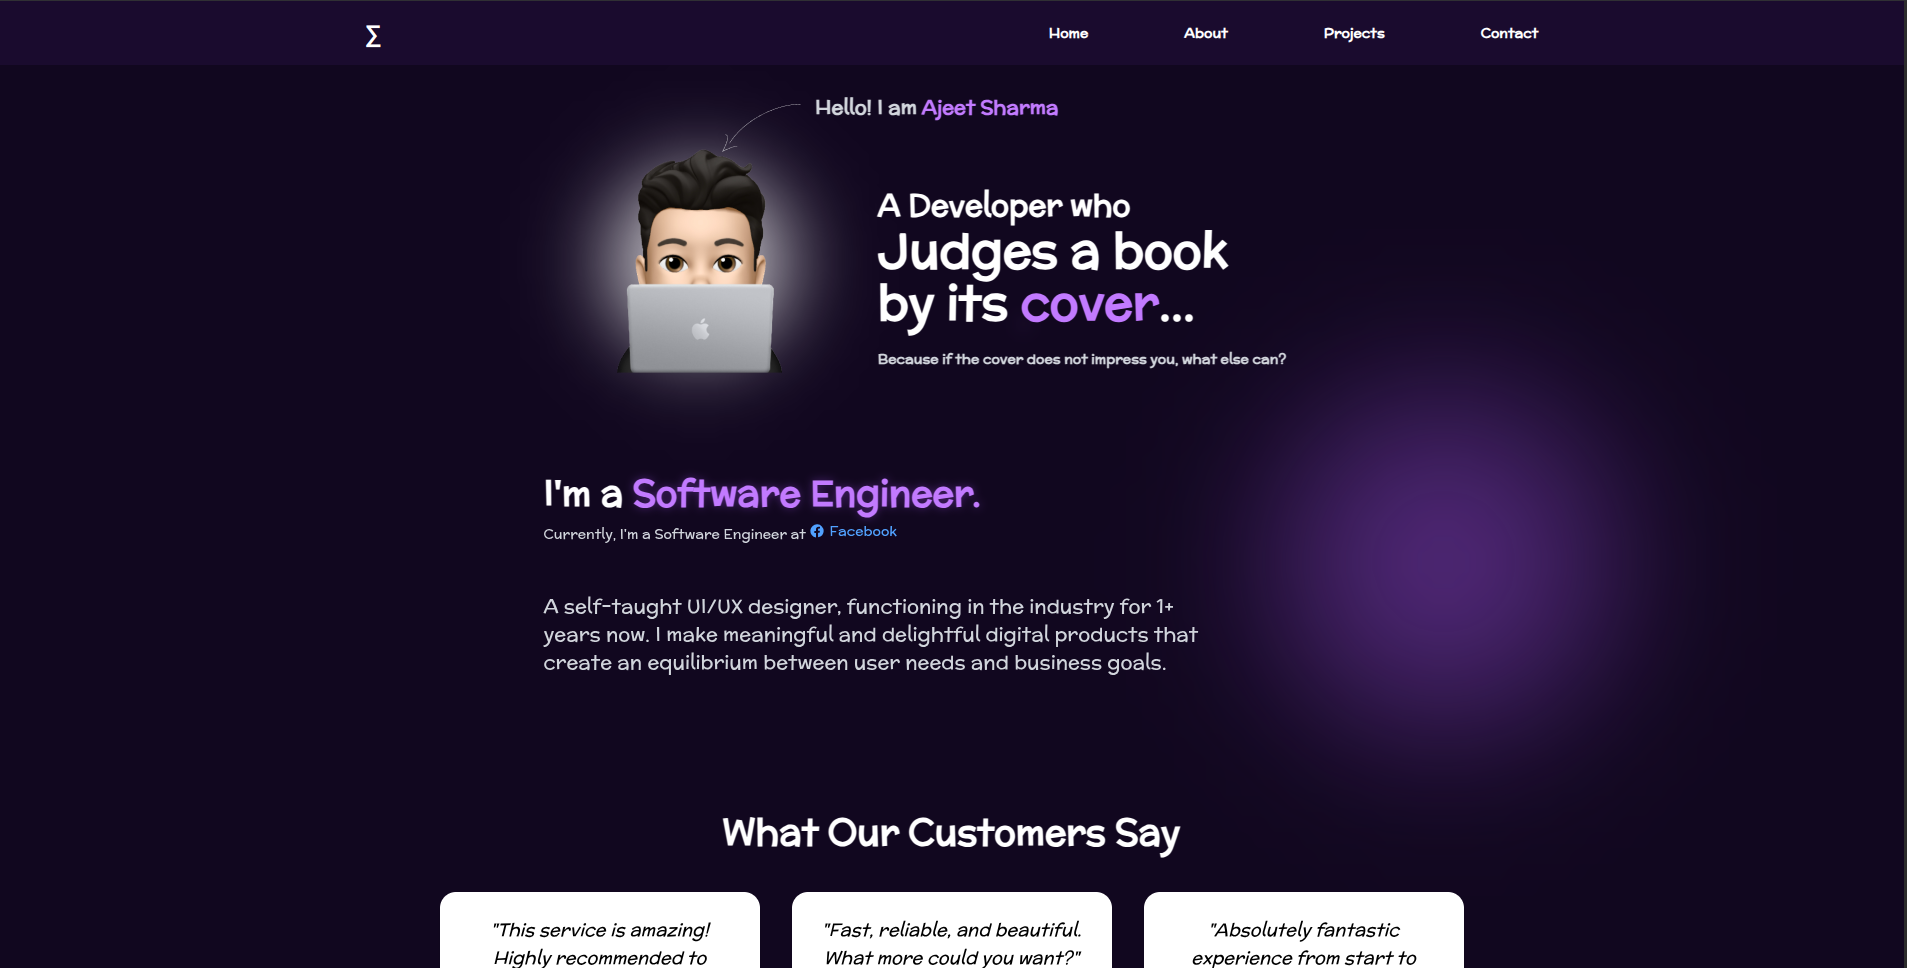 Σ
Home
About
Projects
Contact
Hello! I am Ajeet Sharma
A Developer who
Judges a book
by its cover...
Because if the cover does not impress you, what else can?
I'm a Software Engineer.
Currently, I'm a Software Engineer at Facebook
A self-taught UI/UX designer, functioning in the industry for 1+
years now. I make meaningful and delightful digital products that
create an equilibrium between user needs and business goals.
What Our Customers Say
"This service is amazing!
Highly recommended to
"Fast, reliable, and beautiful.
What more could you want?"
"Absolutely fantastic
experience from start to